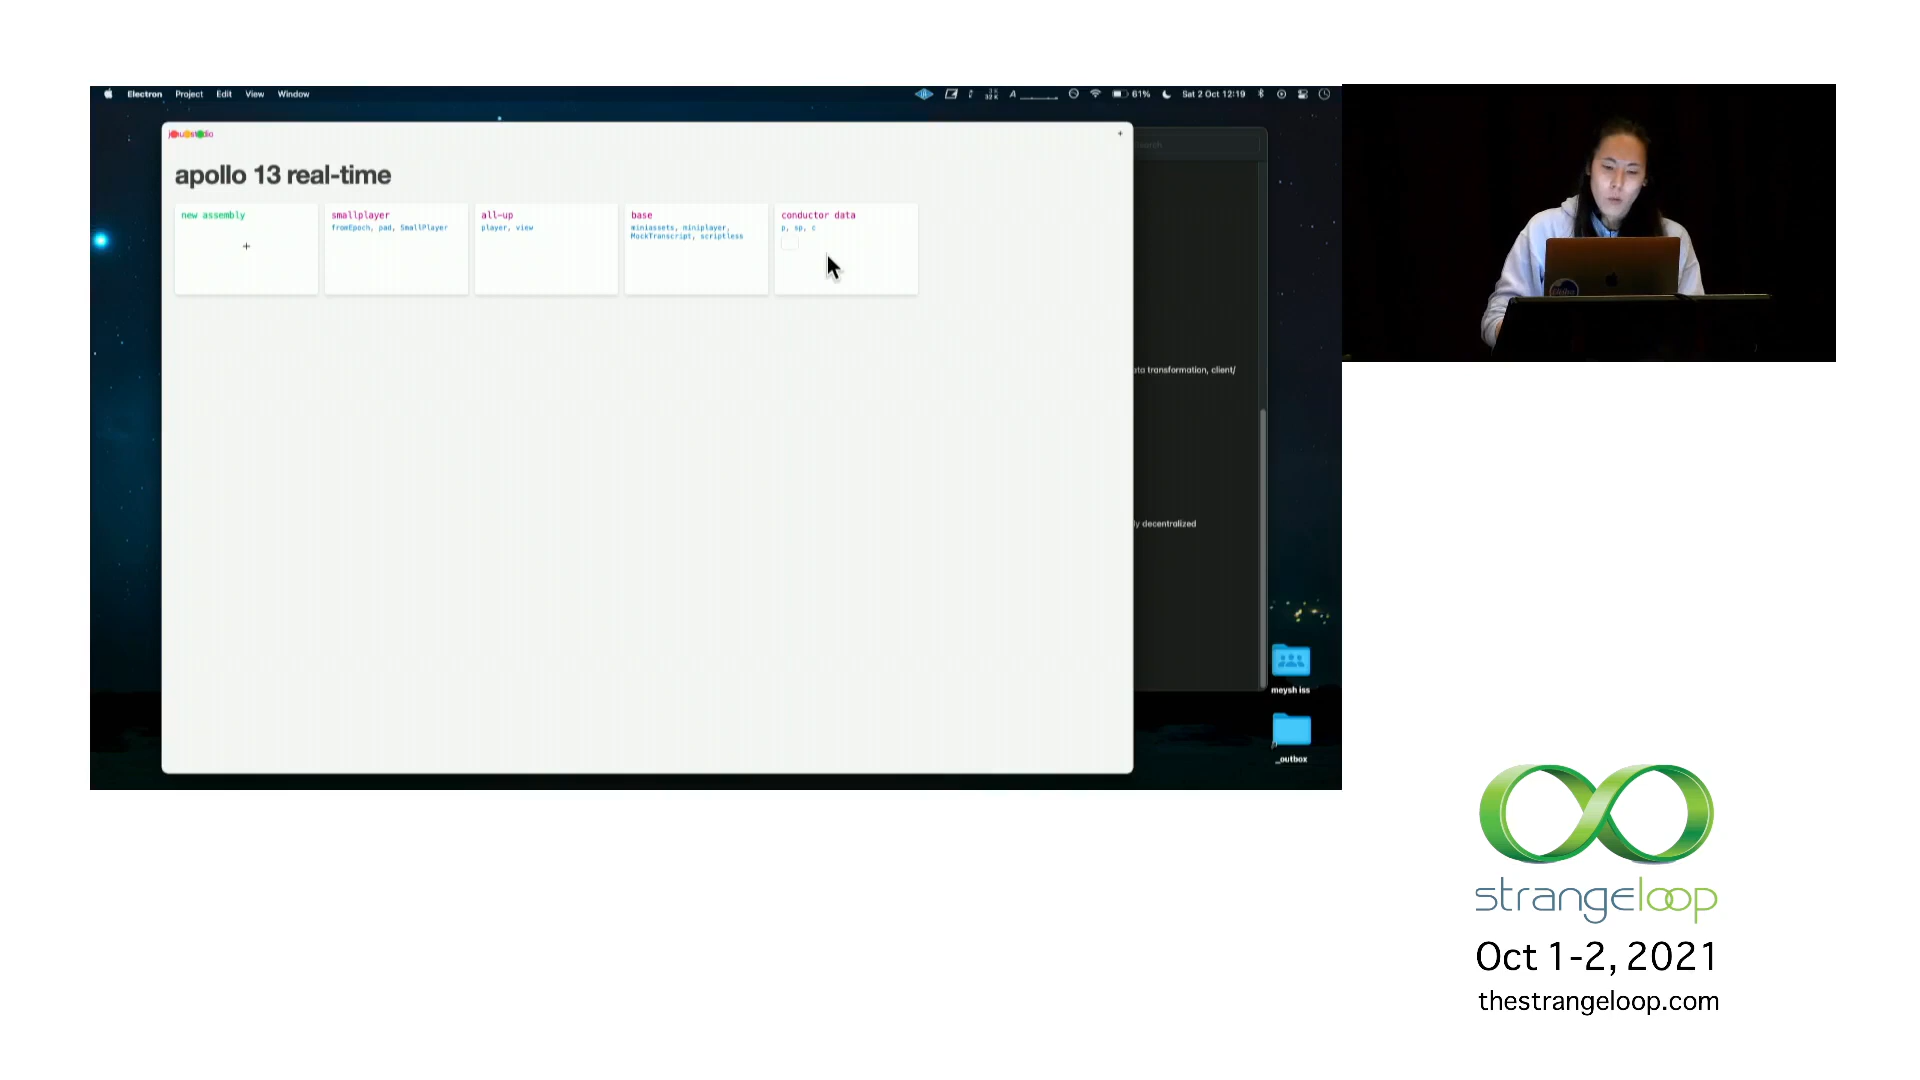 Electron Project Edit View Window
61% Sat 2 Oct 12:19
apollo 13 real-time
new assembly
+
smallplayer
fromEpoch, pad, SmallPlayer
all-up
player, view
base
miniassets, miniplayer,
MockTranscript, scriptless
conductor data
p, sp, c
ata transformation, client/
ly decentralized
meysh iss
_outbox
strangeloop
Oct 1-2, 2021
thestrangeloop.com